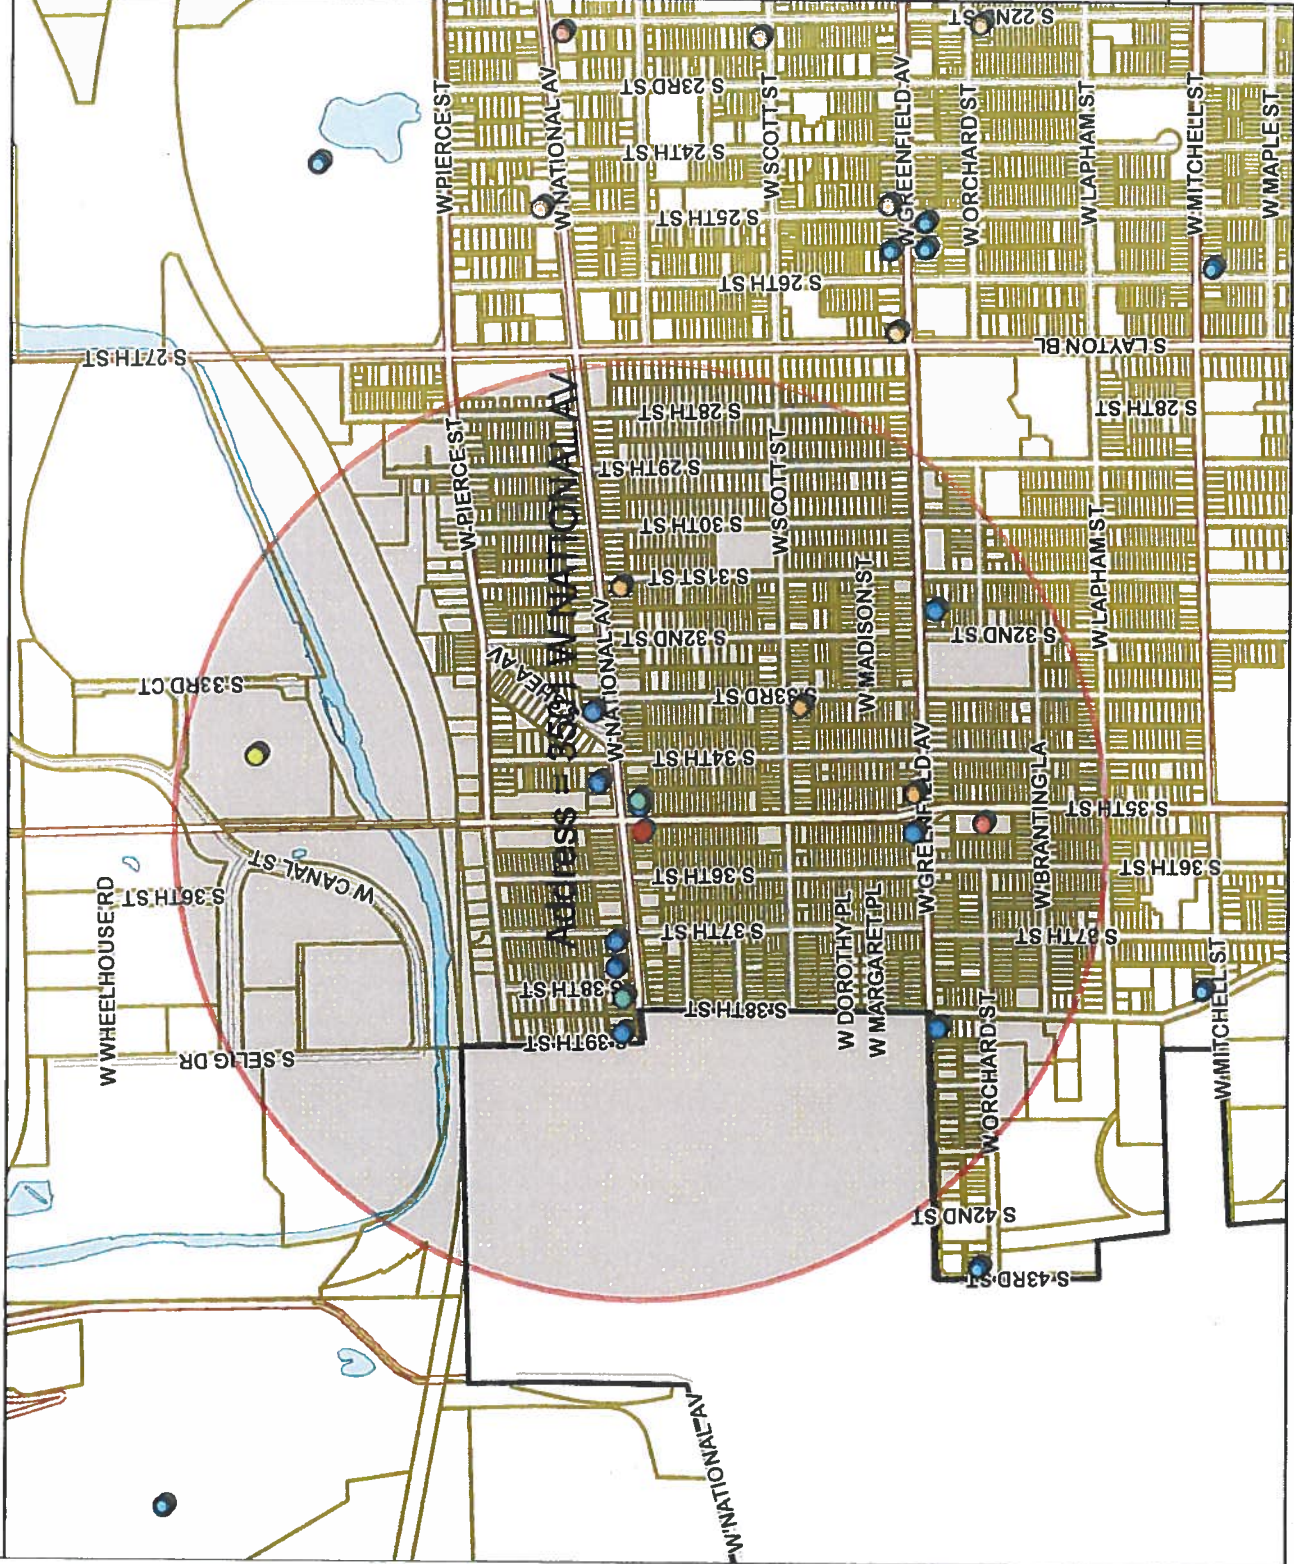 S 22ND ST
W PIERCE ST
W NATIONAL AV
S 23RD ST
W SCOTT ST
W GREENFIELD AV
W ORCHARD ST
W LAPHAM ST
W MITCHELL ST
W MAPLE ST
S 24TH ST
S 25TH ST
S 26TH ST
S 27TH ST
S LAYTON BL
S 28TH ST
S 28TH ST
W PIERCE ST
Address = 3501 W NATIONAL AV
S 29TH ST
W SCOTT ST
S 30TH ST
S 31ST ST
W MADISON ST
W LAPHAM ST
W NATIONAL AV
S 32ND ST
S 32ND ST
S 33RD CT
S 33RD ST
S 34TH ST
W GREENFIELD AV
W BRANTING LA
S 35TH ST
W CANAL ST
S 36TH ST
S 36TH ST
S 36TH ST
W WHEELHOUSE RD
S 37TH ST
S 37TH ST
W DOROTHY PL
W MARGARET PL
S 38TH ST
S 38TH ST
S 39TH ST
S SELIG DR
W ORCHARD ST
W MITCHELL ST
S 42ND ST
S 43RD ST
W NATIONAL AV